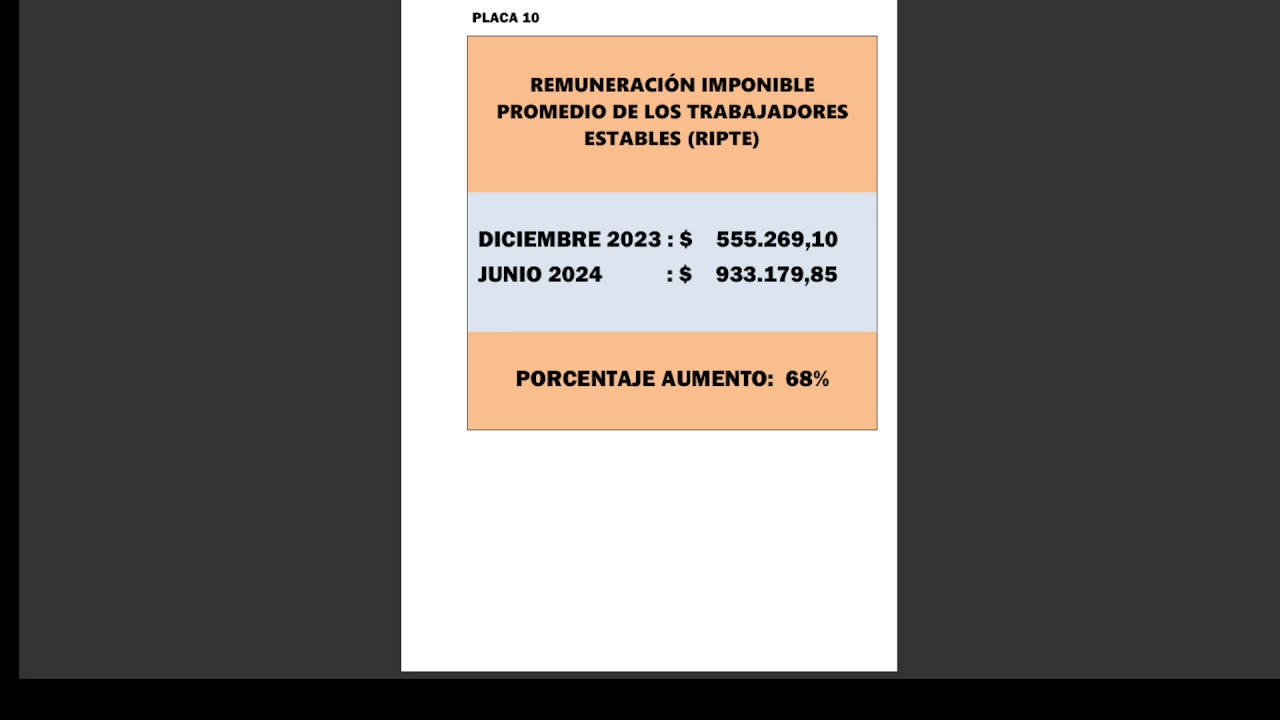 PLACA 10
REMUNERACIÓN IMPONIBLE
PROMEDIO DE LOS TRABAJADORES
ESTABLES (RIPTE)
DICIEMBRE 2023 : $ 555.269,10
JUNIO 2024 : $ 933.179,85
PORCENTAJE AUMENTO: 68%